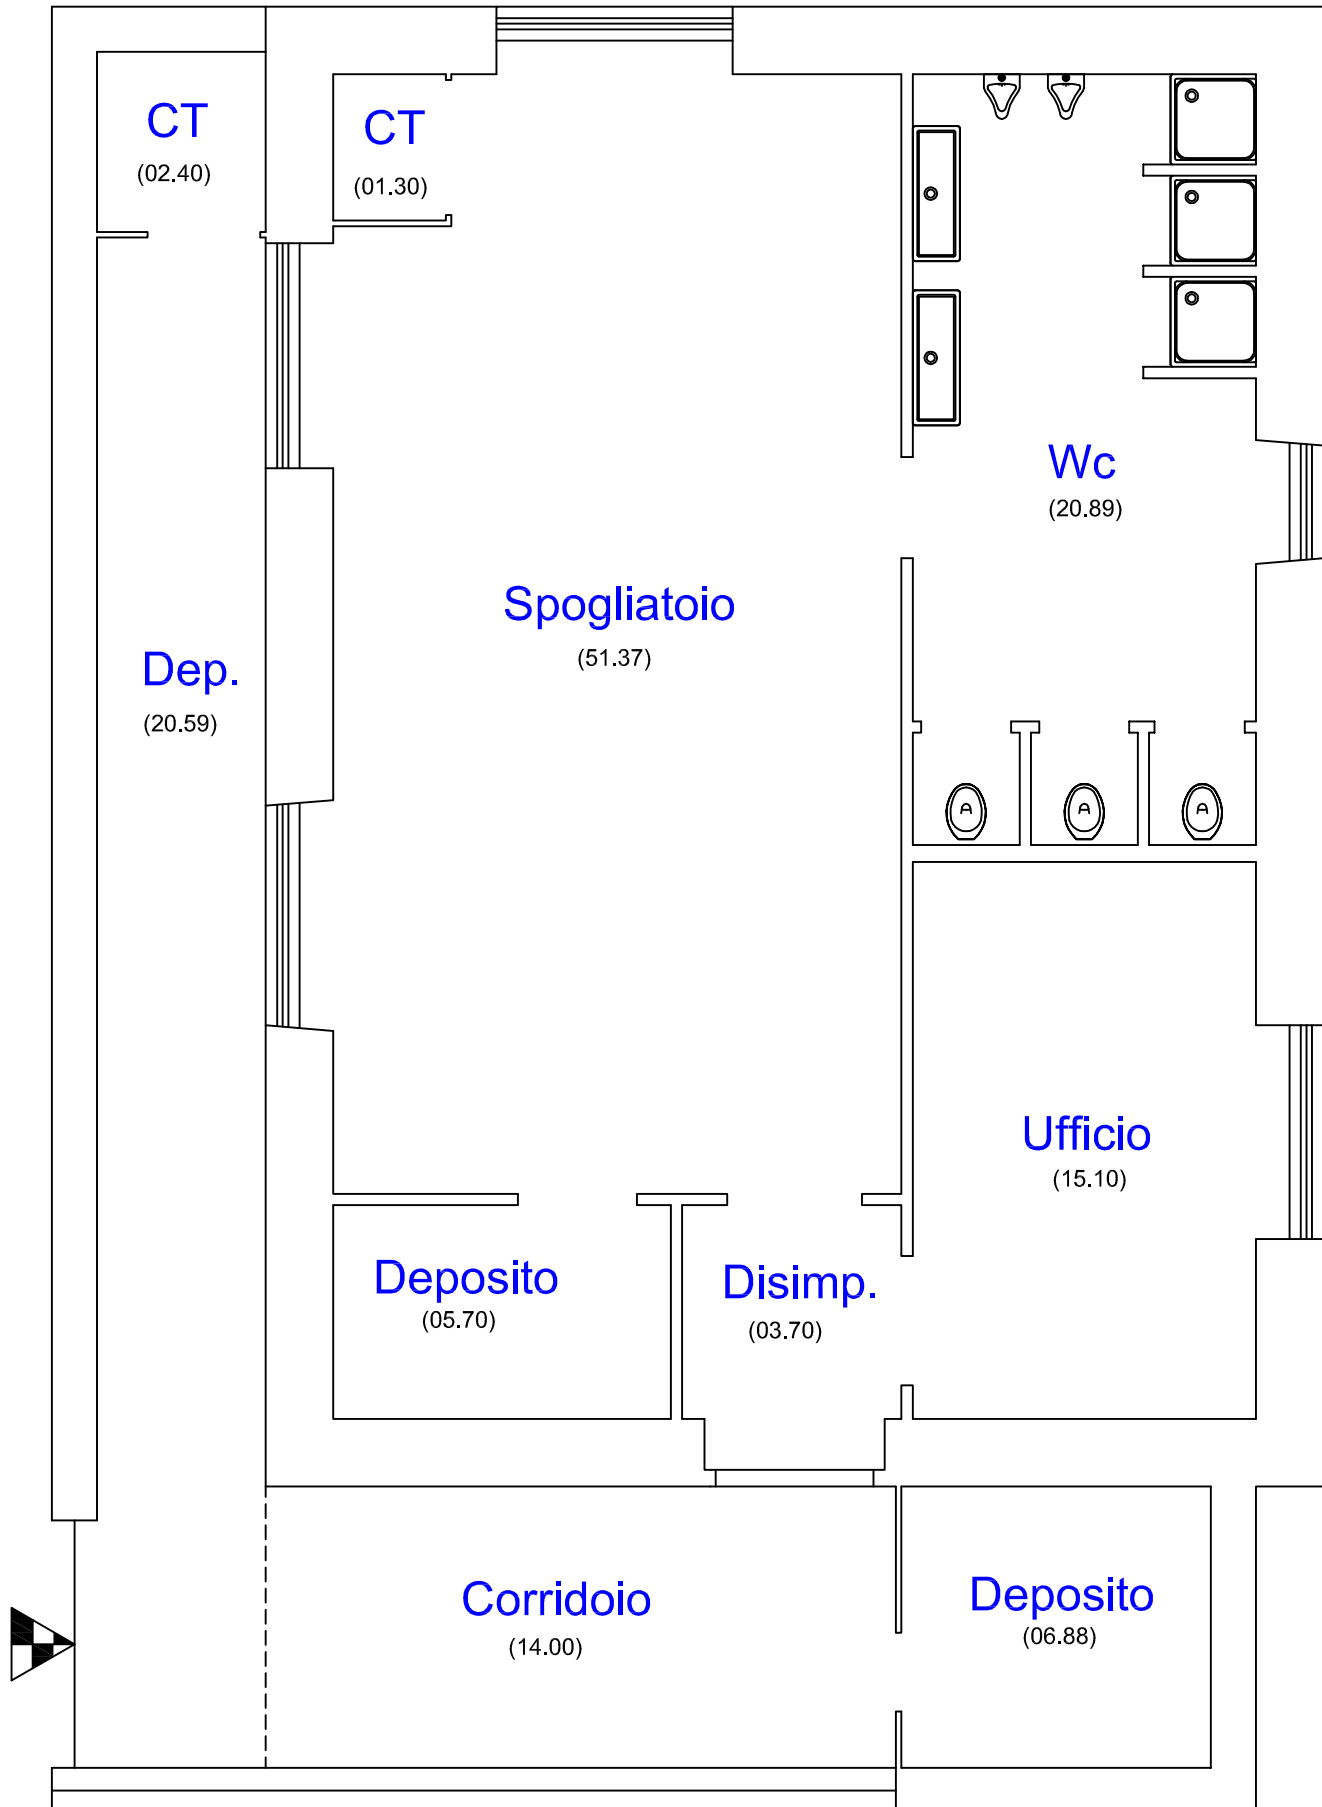 CT
(02.40)
CT
(01.30)
Wc
(20.89)
Spogliatoio
(51.37)
Dep.
(20.59)
Ufficio
(15.10)
Deposito
(05.70)
Disimp.
(03.70)
Corridoio
(14.00)
Deposito
(06.88)